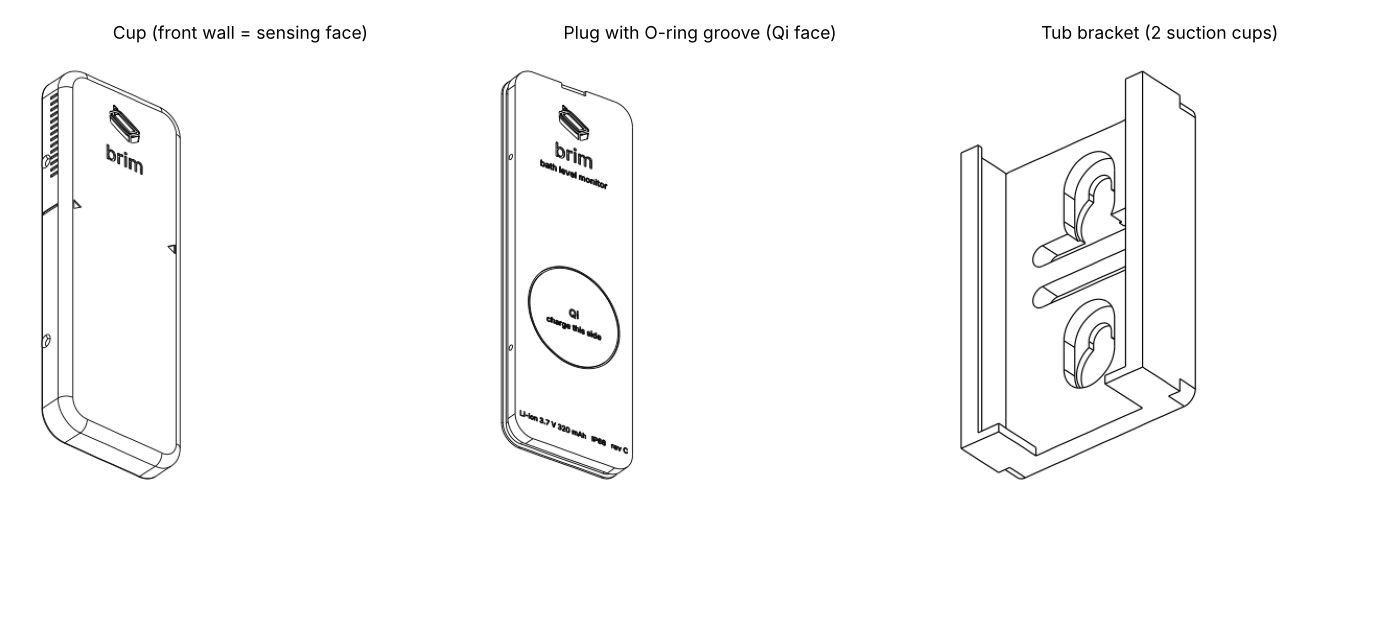 Cup (front wall = sensing face)
Plug with O-ring groove (Qi face)
Tub bracket (2 suction cups)
brim
brim
bath level monitor
Qi
charge this side
Li-ion 3.7 V 320 mAh IP68 rev C